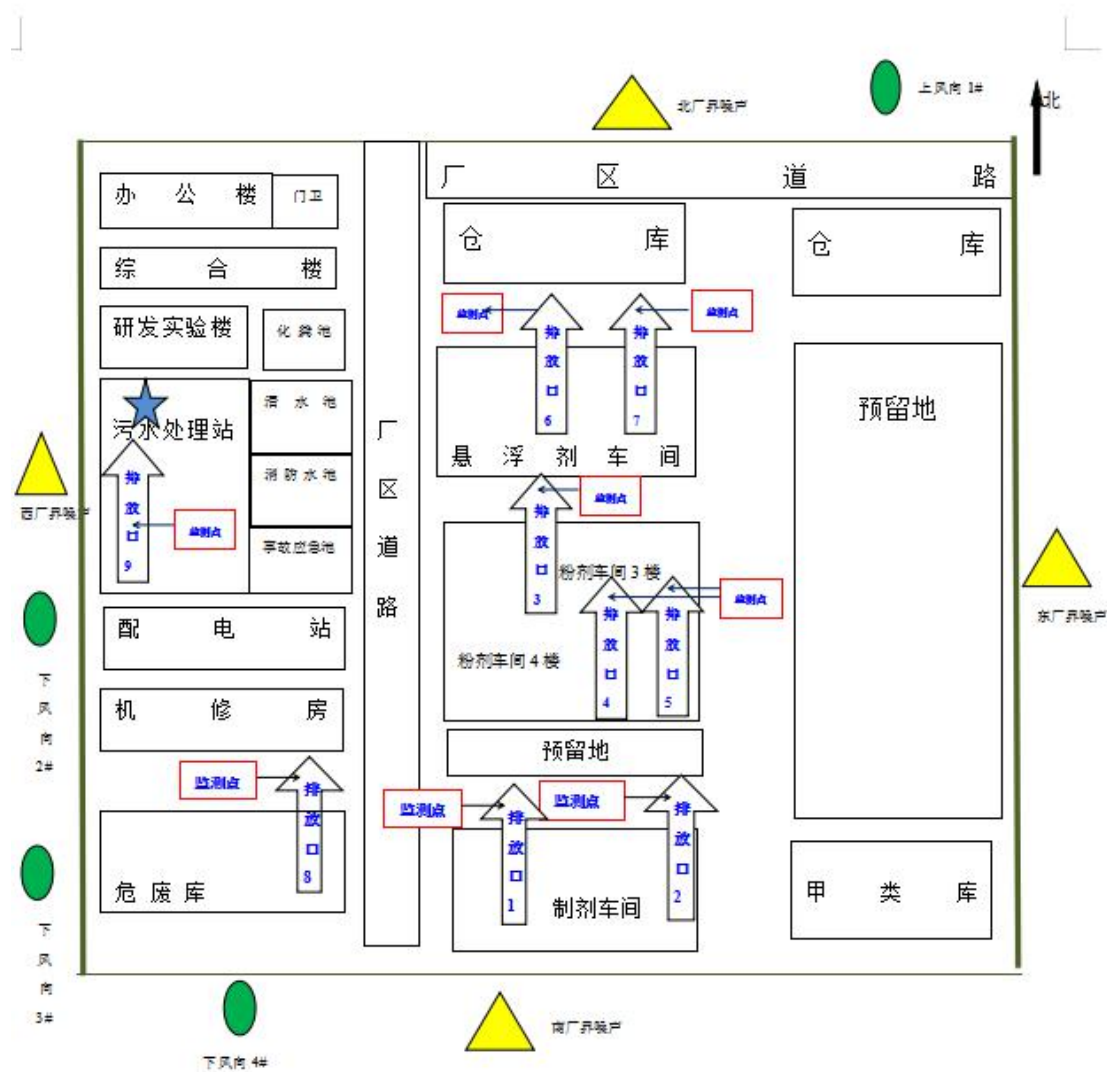 上风向 1#
北厂界噪声
北
厂 区 道 路
办 公 楼
门卫
仓 库
仓 库
综 合 楼
监测点
监测点
研发实验楼
化 粪 池
排放口6
排放口7
清 水 池
预留地
污水处理站
厂区道路
悬 浮 剂 车 间
消 防 水 池
西厂界噪声
排放口9
监测点
监测点
排放口3
事故应急池
粉剂车间 3 楼
监测点
东厂界噪声
配 电 站
排放口4
排放口5
粉剂车间 4 楼
下风向2#
机 修 房
预留地
监测点
监测点
监测点
排放口8
排放口1
排放口2
危 废 库
制剂车间
甲 类 库
下风向3#
南厂界噪声
下风向 4#